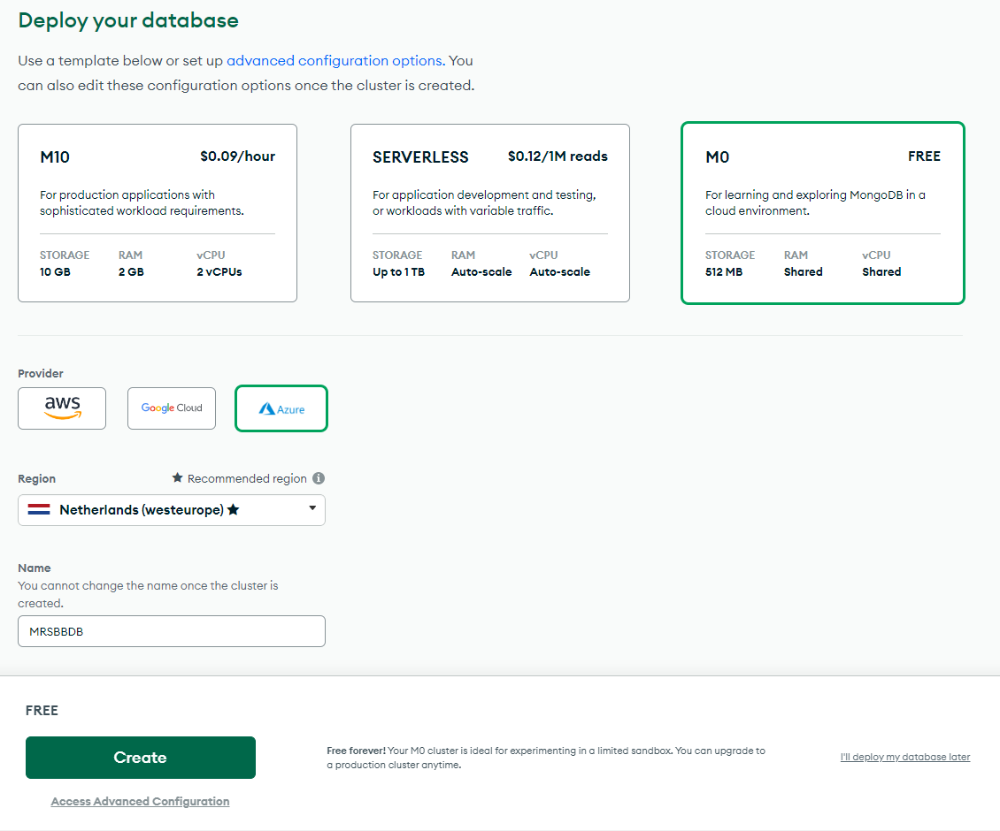 Deploy your database
Use a template below or set up advanced configuration options. You
can also edit these configuration options once the cluster is created.
M10 $0.09/hour
For production applications with
sophisticated workload requirements.
STORAGE RAM vCPU
10 GB 2 GB 2 vCPUs
SERVERLESS $0.12/1M reads
For application development and testing,
or workloads with variable traffic.
STORAGE RAM vCPU
Up to 1 TB Auto-scale Auto-scale
M0 FREE
For learning and exploring MongoDB in a
cloud environment.
STORAGE RAM vCPU
512 MB Shared Shared
Provider
aws Google Cloud Azure
Region ★ Recommended region i
Netherlands (westeurope) ★
Name
You cannot change the name once the cluster is
created.
MRSBBDB
FREE
Create
Free forever! Your M0 cluster is ideal for experimenting in a limited sandbox. You can upgrade to
a production cluster anytime.
I'll deploy my database later
Access Advanced Configuration